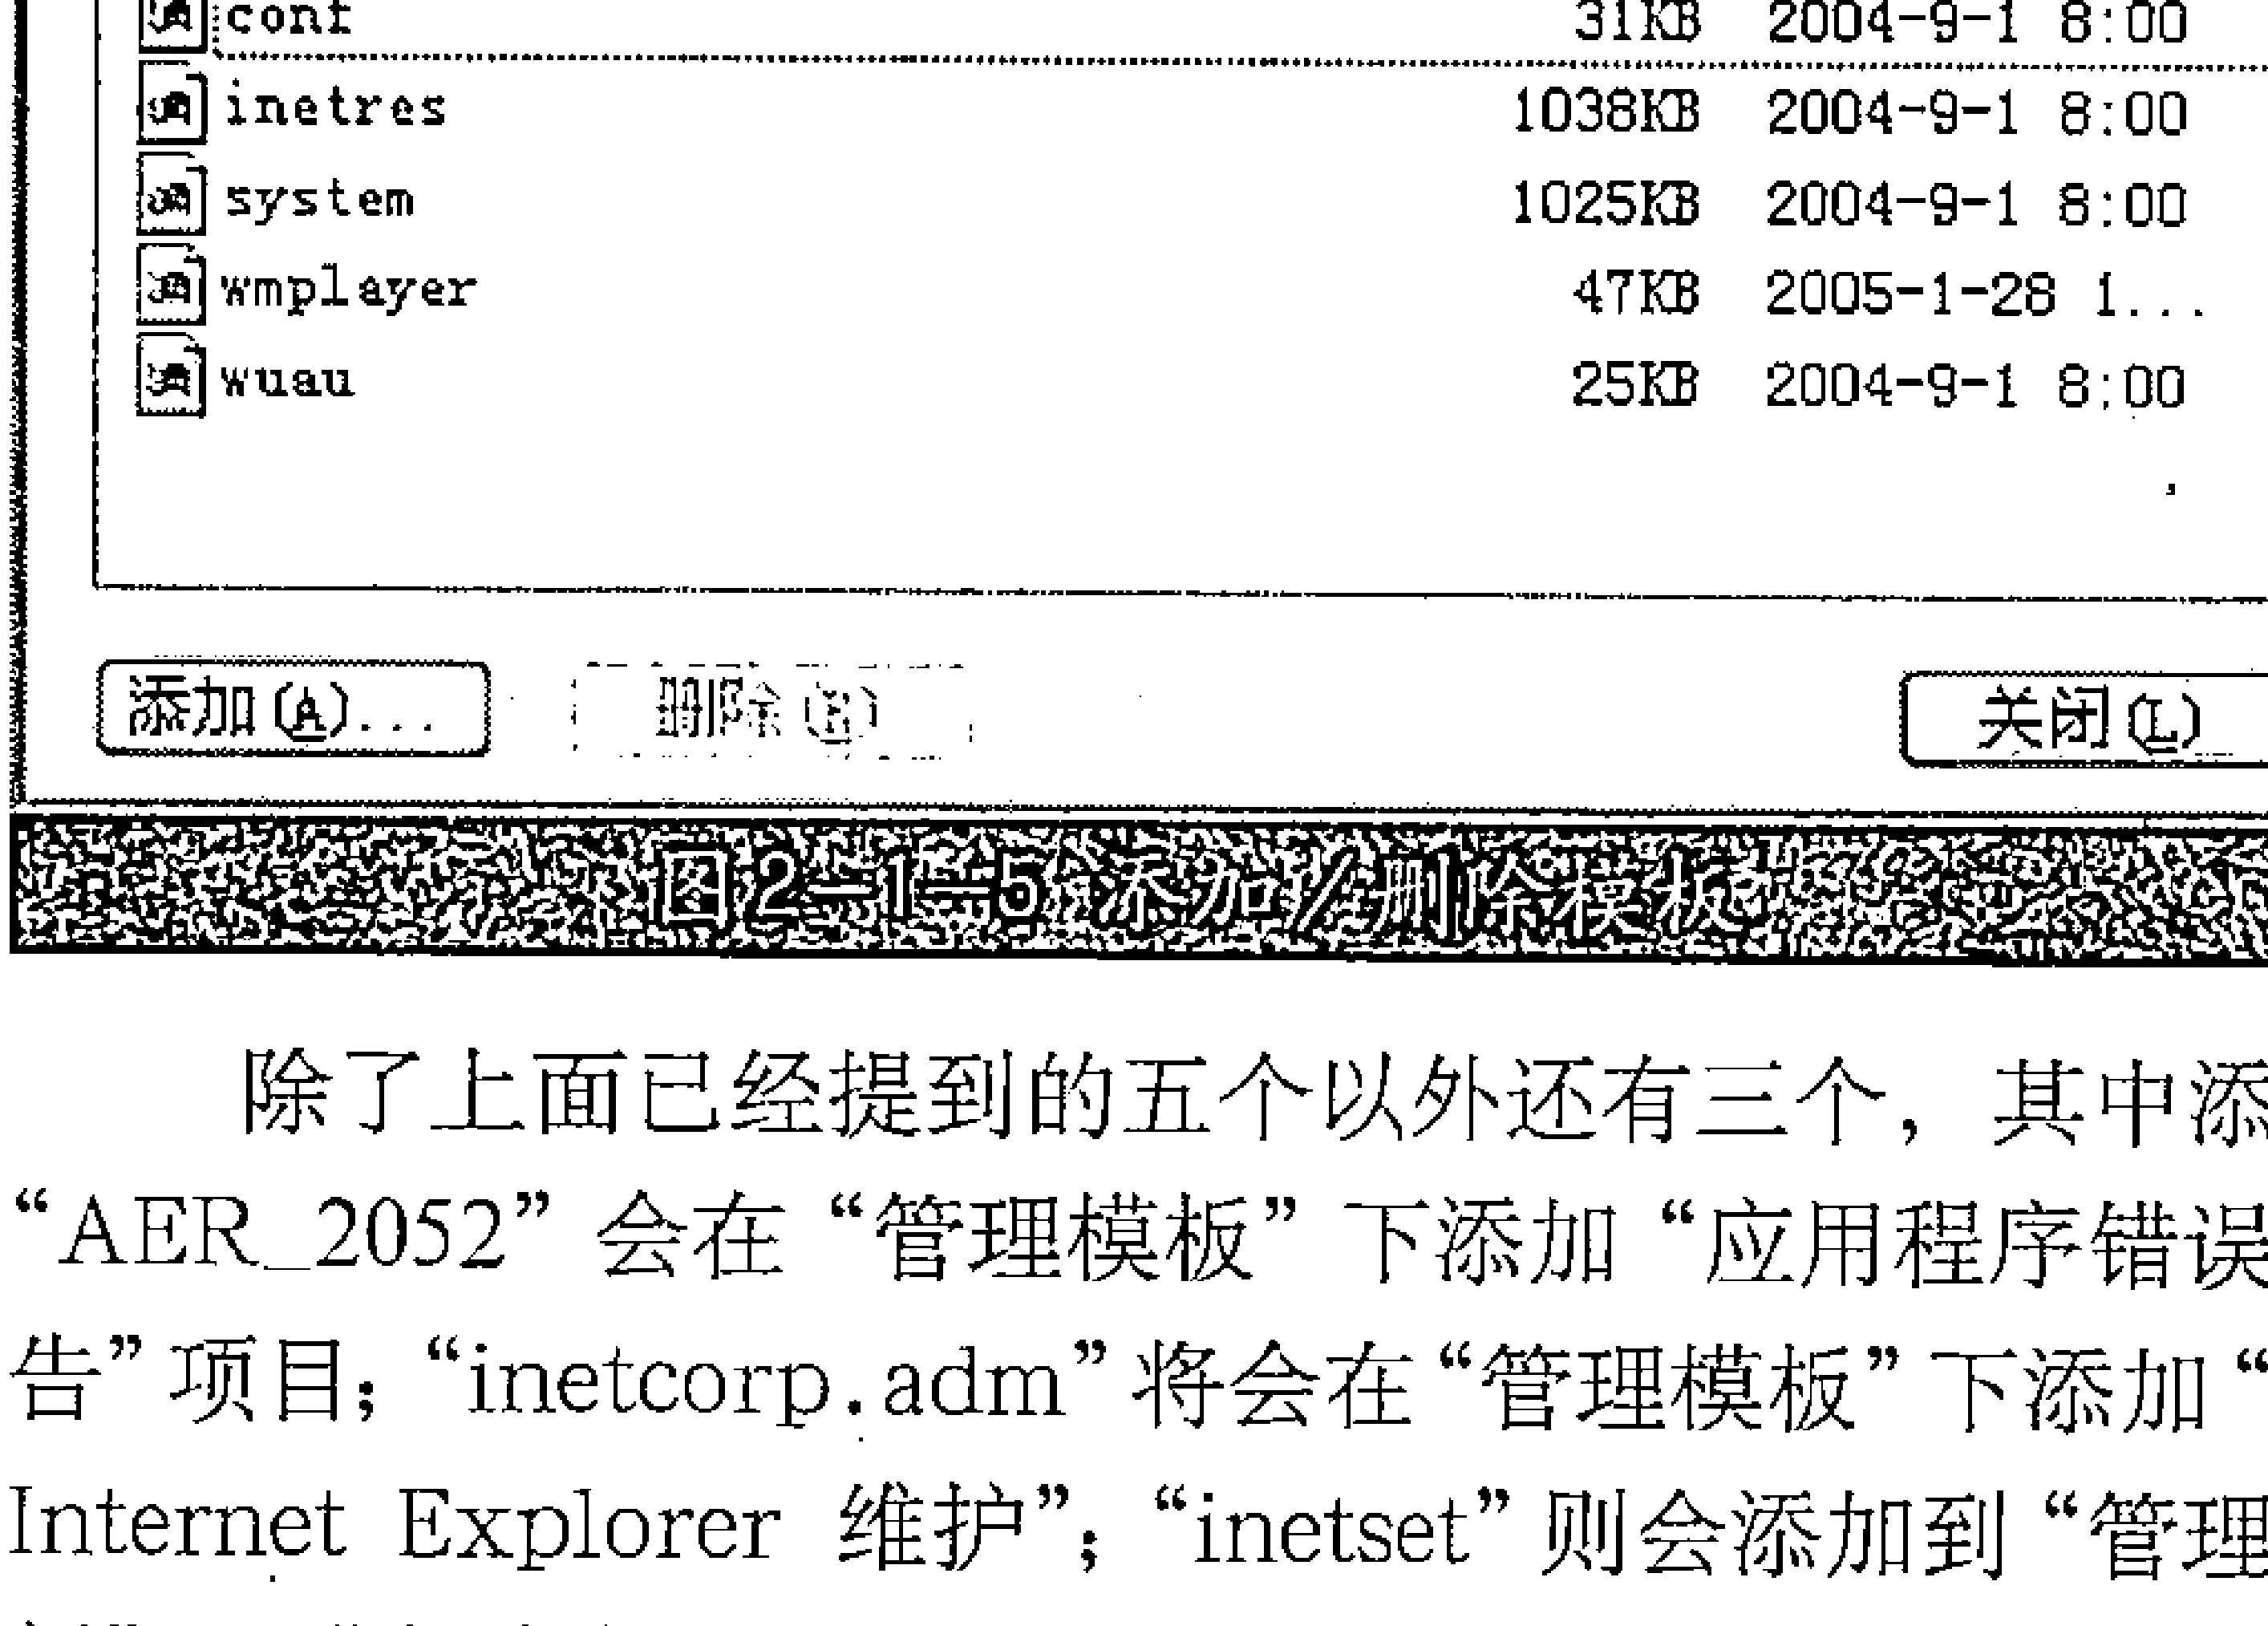 conf 31KB 2004-9-1 8:00
inetres 1038KB 2004-9-1 8:00
system 1025KB 2004-9-1 8:00
wmplayer 47KB 2005-1-28 1...
wuau 25KB 2004-9-1 8:00
添加(A)... 删除(R) 关闭(L)
图2-1-5 添加/删除模板
除了上面已经提到的五个以外还有三个，其中添
“AER_2052”会在“管理模板”下添加“应用程序错误
告”项目；“inetcorp.adm”将会在“管理模板”下添加“
Internet Explorer 维护”；“inetset”则会添加到“管理